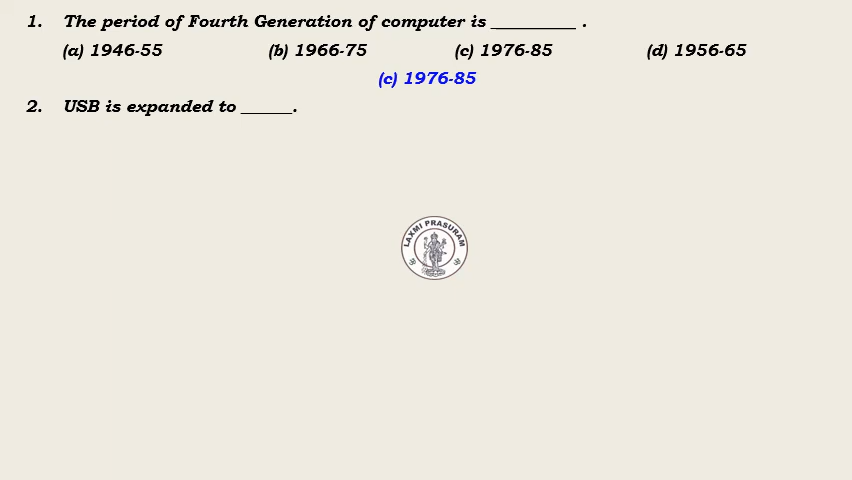 1. The period of Fourth Generation of computer is __________ .
(a) 1946-55 (b) 1966-75 (c) 1976-85 (d) 1956-65
(c) 1976-85
2. USB is expanded to ______.
LAXMI PRASURAM